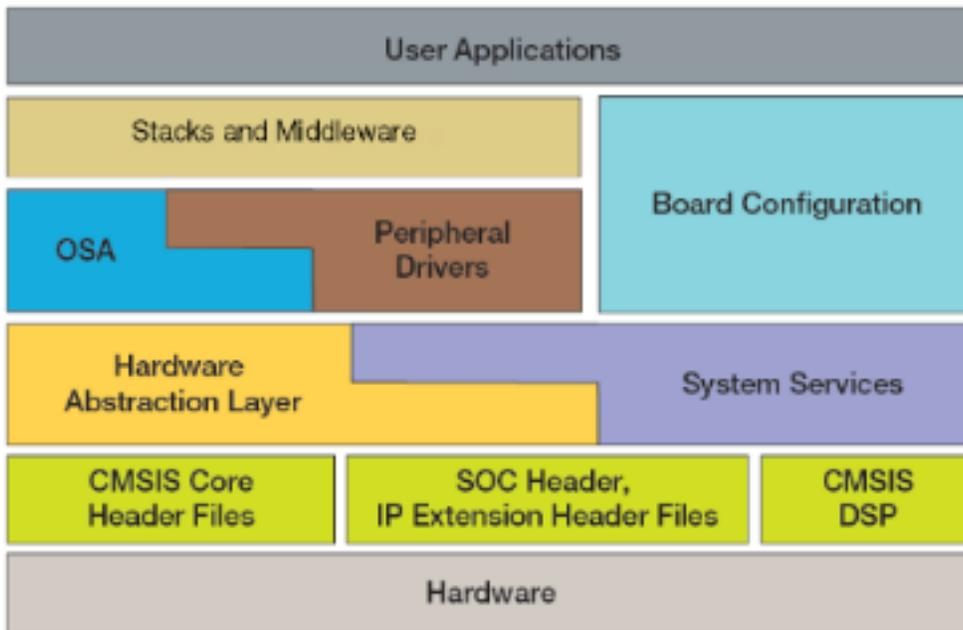 User Applications
Stacks and Middleware
Board Configuration
OSA
Peripheral
Drivers
Hardware
Abstraction Layer
System Services
CMSIS Core
Header Files
SOC Header,
IP Extension Header Files
CMSIS
DSP
Hardware